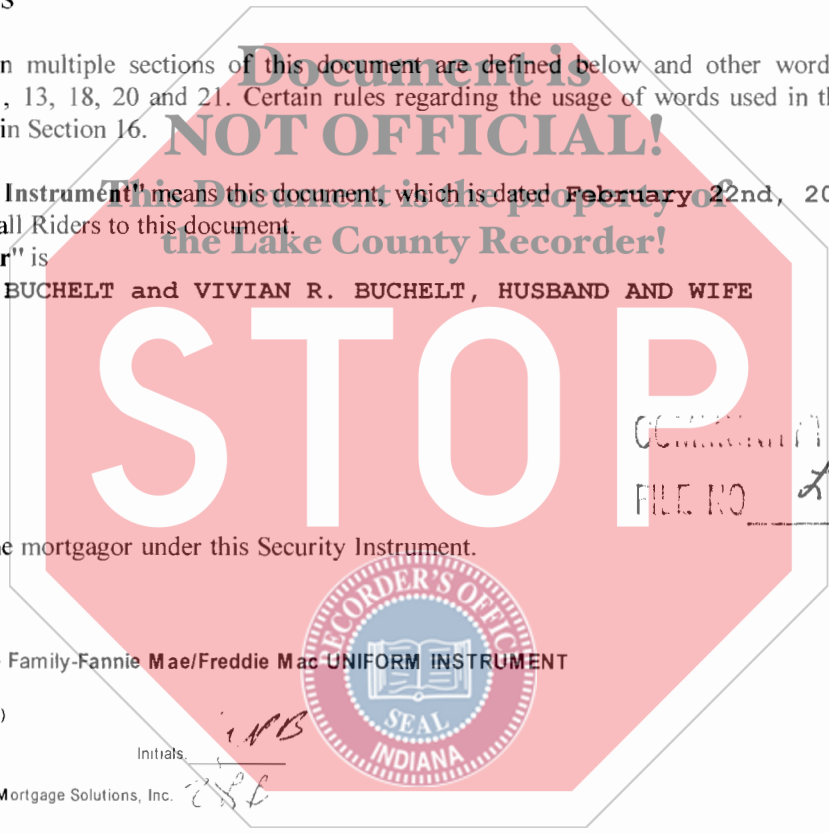 s
n multiple sections of this document are defined below and other word
, 13, 18, 20 and 21. Certain rules regarding the usage of words used in th
in Section 16.
Document is
NOT OFFICIAL!
This Document is the property of
the Lake County Recorder!
Instrument" means this document, which is dated February 22nd, 20
all Riders to this document.
r" is
BUCHELT and VIVIAN R. BUCHELT, HUSBAND AND WIFE
STOP
FILE NO
e mortgagor under this Security Instrument.
RECORDER'S OFFICE
SEAL
INDIANA
Family-Fannie Mae/Freddie Mac UNIFORM INSTRUMENT
)
Initials.
Mortgage Solutions, Inc.